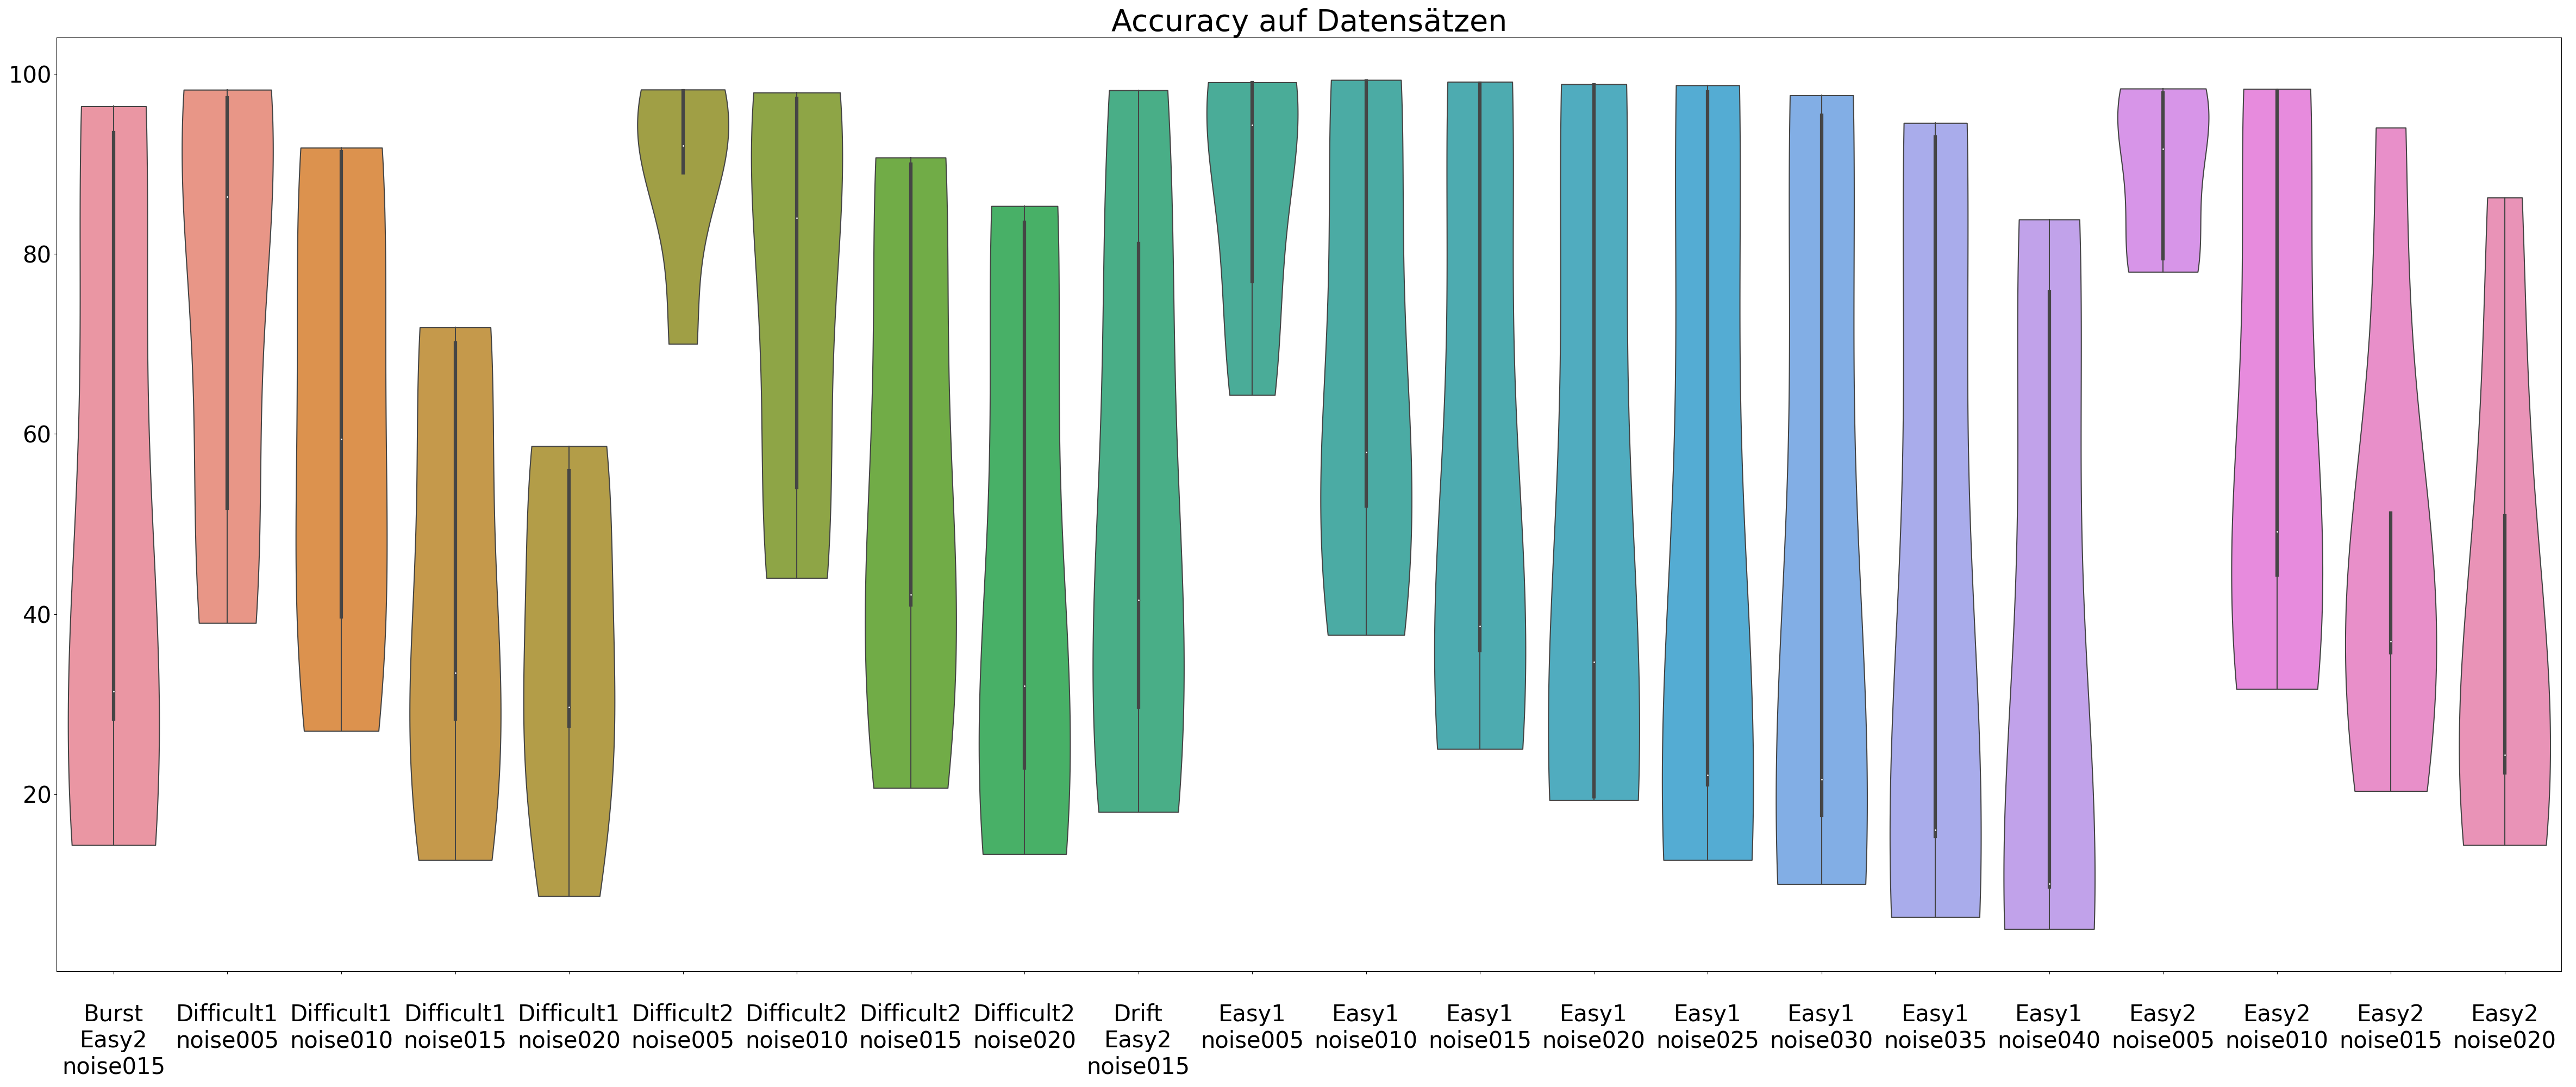 Accuracy auf Datensätzen
100
80
60
40
20
Burst
Easy2
noise015
Difficult1
noise005
Difficult1
noise010
Difficult1
noise015
Difficult1
noise020
Difficult2
noise005
Difficult2
noise010
Difficult2
noise015
Difficult2
noise020
Drift
Easy2
noise015
Easy1
noise005
Easy1
noise010
Easy1
noise015
Easy1
noise020
Easy1
noise025
Easy1
noise030
Easy1
noise035
Easy1
noise040
Easy2
noise005
Easy2
noise010
Easy2
noise015
Easy2
noise020